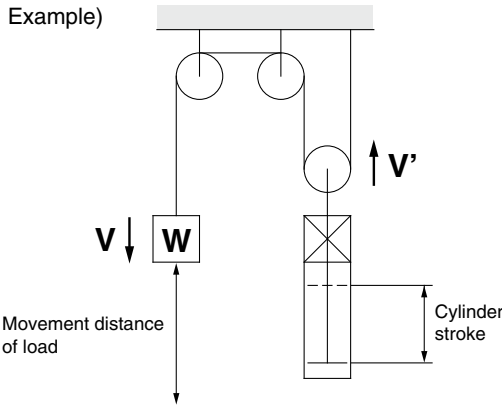 Example)
V'
V
W
Movement distance
of load
Cylinder
stroke